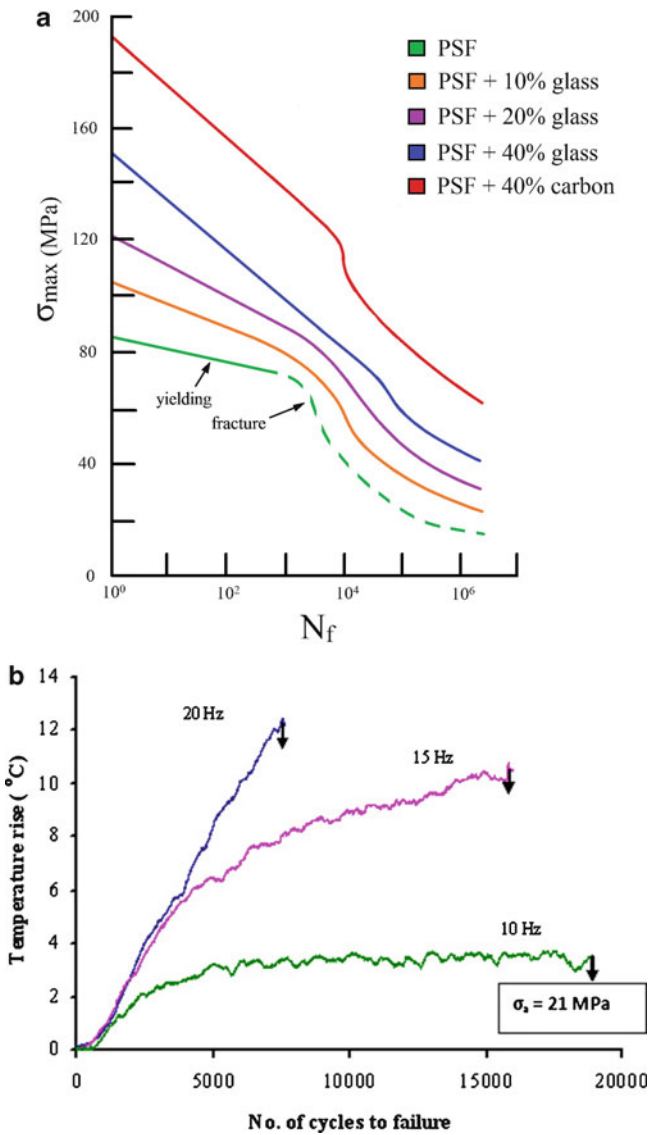 a
200
160
120
80
40
0
σmax (MPa)
PSF
PSF + 10% glass
PSF + 20% glass
PSF + 40% glass
PSF + 40% carbon
yielding
fracture
10⁰
10²
10⁴
10⁶
Nf
b
14
12
10
8
6
4
2
0
Temperature rise ( °C)
20 Hz
15 Hz
10 Hz
σa = 21 MPa
0
5000
10000
15000
20000
No. of cycles to failure